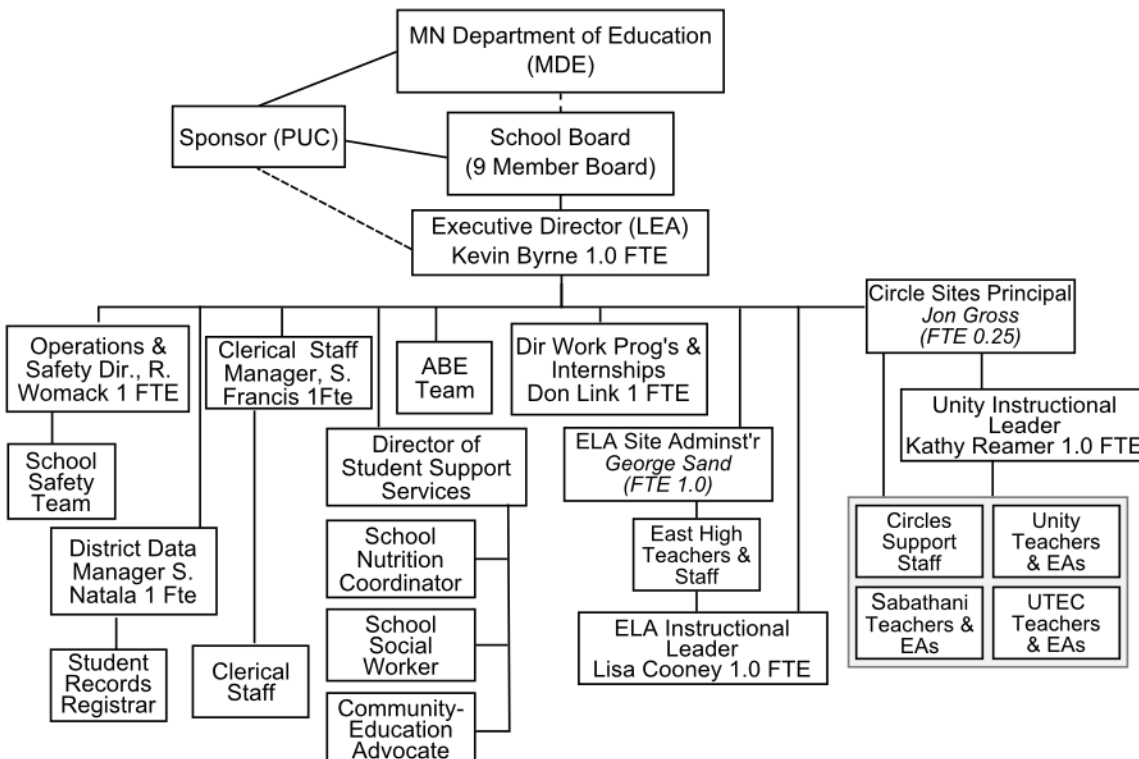 MN Department of Education
(MDE)
Sponsor (PUC)
School Board
(9 Member Board)
Executive Director (LEA)
Kevin Byrne 1.0 FTE
Circle Sites Principal
Jon Gross
(FTE 0.25)
Operations &
Safety Dir., R.
Womack 1 FTE
Clerical Staff
Manager, S.
Francis 1Fte
ABE
Team
Dir Work Prog's &
Internships
Don Link 1 FTE
Unity Instructional
Leader
Kathy Reamer 1.0 FTE
School
Safety
Team
Director of
Student Support
Services
ELA Site Adminst'r
George Sand
(FTE 1.0)
District Data
Manager S.
Natala 1 Fte
School
Nutrition
Coordinator
East High
Teachers &
Staff
Circles
Support
Staff
Unity
Teachers
& EAs
Sabathani
Teachers &
EAs
UTEC
Teachers
& EAs
Student
Records
Registrar
Clerical
Staff
School
Social
Worker
ELA Instructional
Leader
Lisa Cooney 1.0 FTE
Community-
Education
Advocate